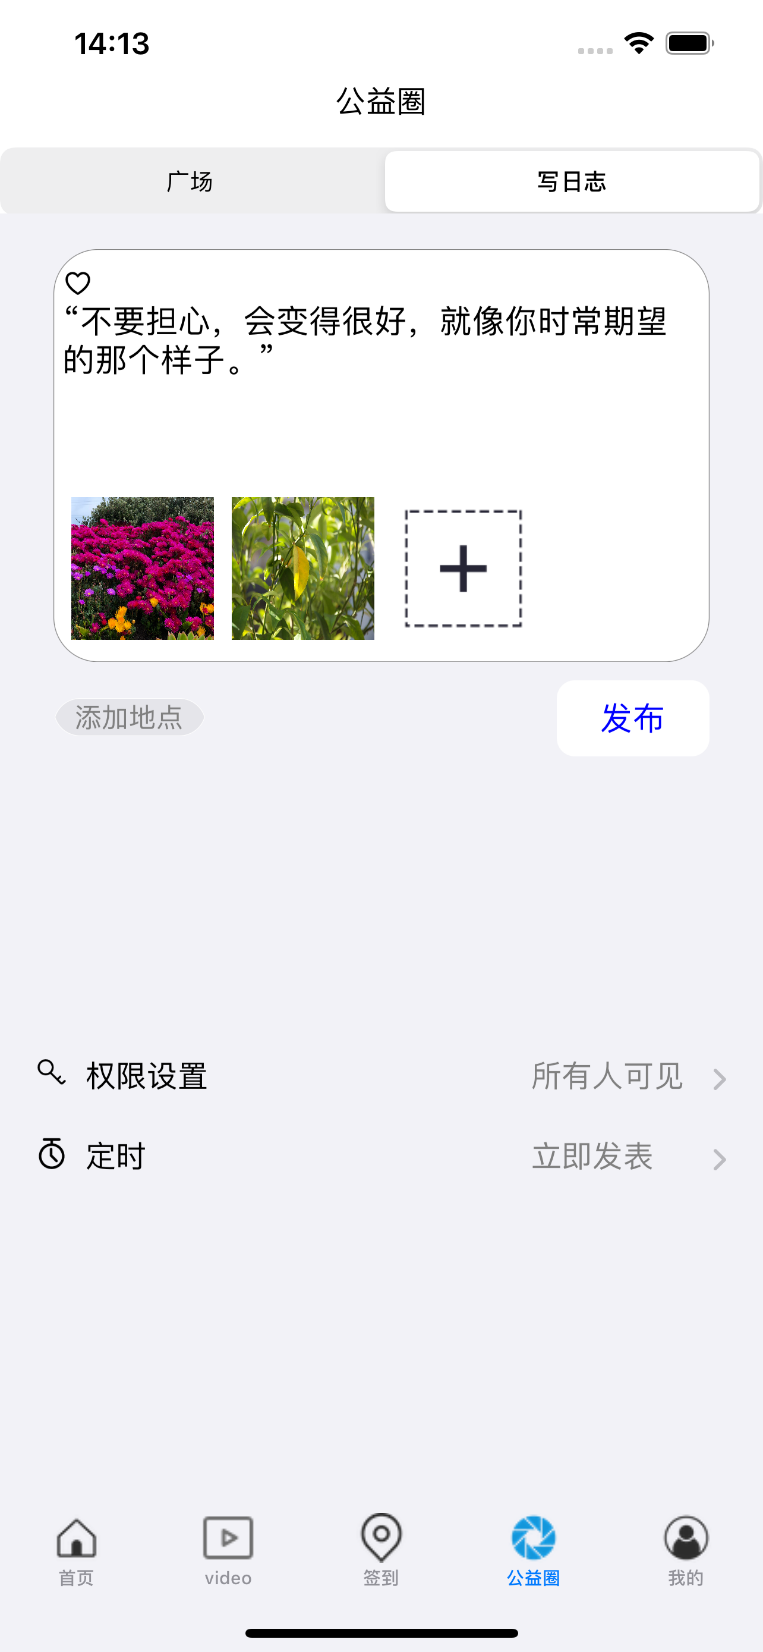 14:13
公益圈
广场
写日志
“不要担心，会变得很好，就像你时常期望
的那个样子。”
添加地点
发布
权限设置
所有人可见
定时
立即发表
首页
video
签到
公益圈
我的